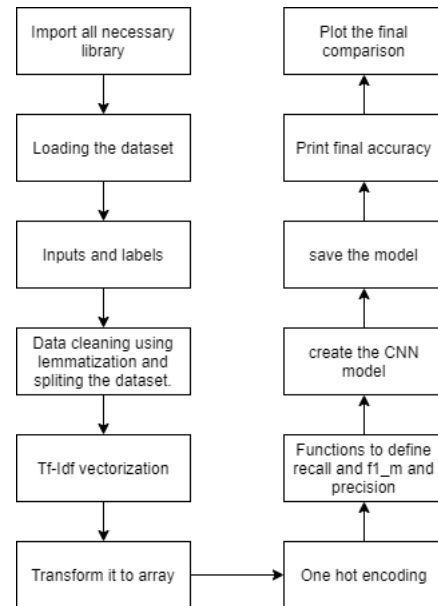 Import all necessary
library
Loading the dataset
Inputs and labels
Data cleaning using
lemmatization and
spliting the dataset.
Tf-Idf vectorization
Transform it to array
One hot encoding
Functions to define
recall and f1_m and
precision
create the CNN
model
save the model
Print final accuracy
Plot the final
comparison